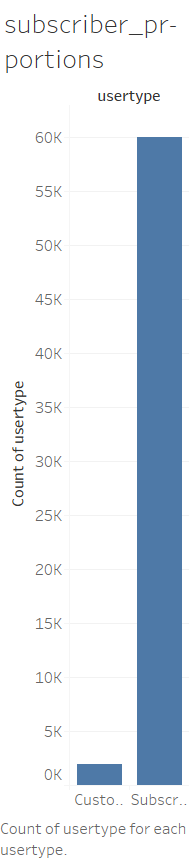 subscriber_pr-
portions
usertype
60K
55K
50K
45K
40K
35K
30K
25K
20K
15K
10K
5K
0K
Count of usertype
Custo..
Subscr..
Count of usertype for each
usertype.